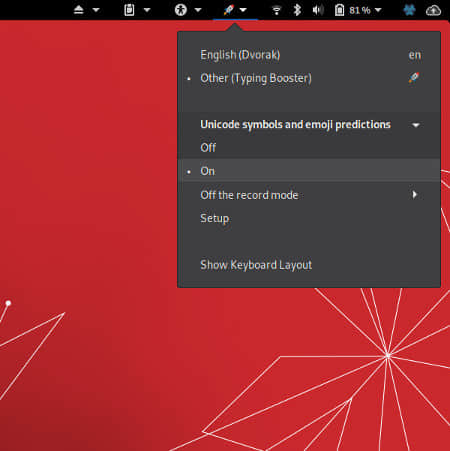 81 %
English (Dvorak) en
Other (Typing Booster)
Unicode symbols and emoji predictions
Off
On
Off the record mode
Setup
Show Keyboard Layout